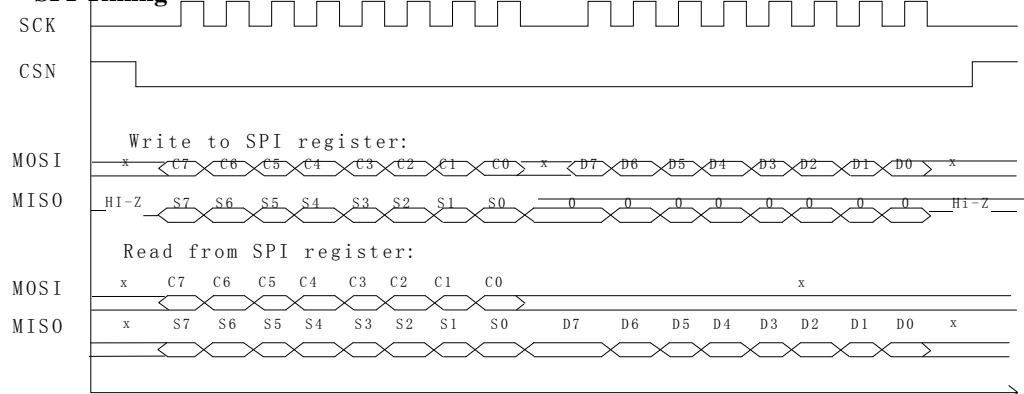 SCK
CSN
Write to SPI register:
MOSI x C7 C6 C5 C4 C3 C2 C1 C0 x D7 D6 D5 D4 D3 D2 D1 D0 x
MISO HI-Z S7 S6 S5 S4 S3 S2 S1 S0 0 0 0 0 0 0 0 0 Hi-Z
Read from SPI register:
MOSI x C7 C6 C5 C4 C3 C2 C1 C0 x
MISO x S7 S6 S5 S4 S3 S2 S1 S0 D7 D6 D5 D4 D3 D2 D1 D0 x